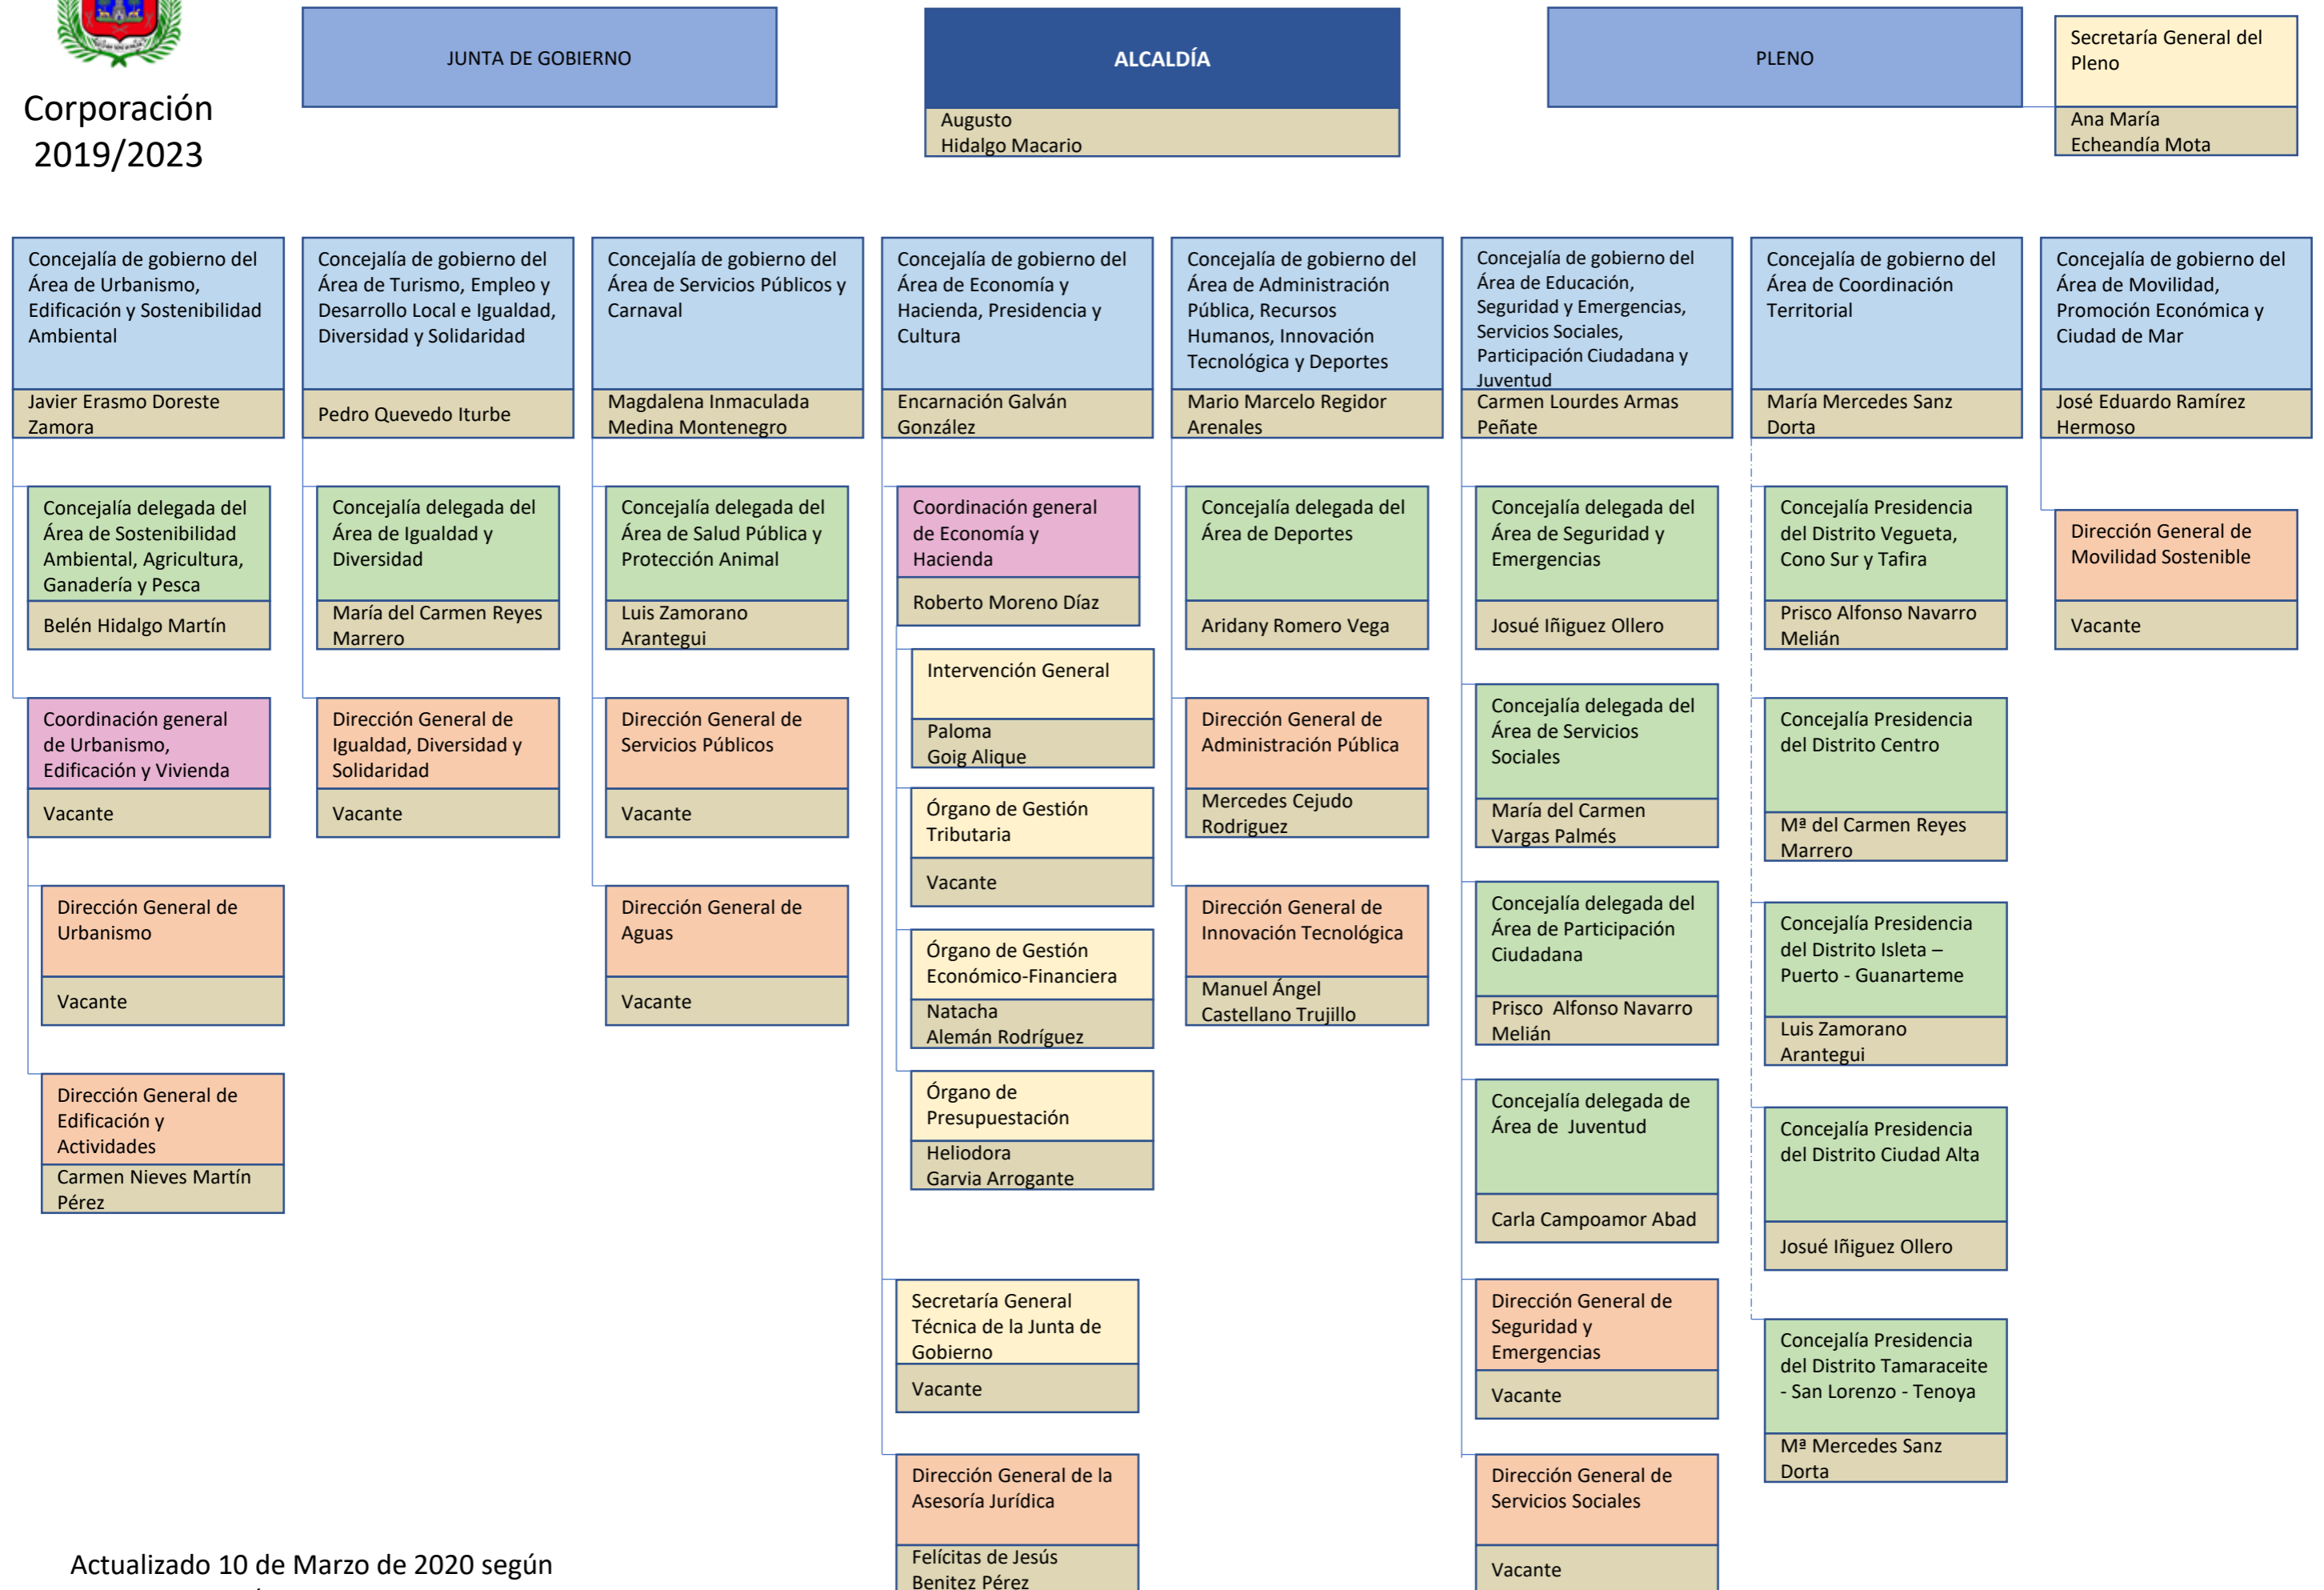 Corporación
2019/2023
JUNTA DE GOBIERNO
ALCALDÍA
Augusto
Hidalgo Macario
PLENO
Secretaría General del
Pleno
Ana María
Echeandía Mota
Concejalía de gobierno del
Área de Urbanismo,
Edificación y Sostenibilidad
Ambiental
Javier Erasmo Doreste
Zamora
Concejalía delegada del
Área de Sostenibilidad
Ambiental, Agricultura,
Ganadería y Pesca
Belén Hidalgo Martín
Coordinación general
de Urbanismo,
Edificación y Vivienda
Vacante
Dirección General de
Urbanismo
Vacante
Dirección General de
Edificación y
Actividades
Carmen Nieves Martín
Pérez
Concejalía de gobierno del
Área de Turismo, Empleo y
Desarrollo Local e Igualdad,
Diversidad y Solidaridad
Pedro Quevedo Iturbe
Concejalía delegada del
Área de Igualdad y
Diversidad
María del Carmen Reyes
Marrero
Dirección General de
Igualdad, Diversidad y
Solidaridad
Vacante
Concejalía de gobierno del
Área de Servicios Públicos y
Carnaval
Magdalena Inmaculada
Medina Montenegro
Concejalía delegada del
Área de Salud Pública y
Protección Animal
Luis Zamorano
Arantegui
Dirección General de
Servicios Públicos
Vacante
Dirección General de
Aguas
Vacante
Concejalía de gobierno del
Área de Economía y
Hacienda, Presidencia y
Cultura
Encarnación Galván
González
Coordinación general
de Economía y
Hacienda
Roberto Moreno Díaz
Intervención General
Paloma
Goig Alique
Órgano de Gestión
Tributaria
Vacante
Órgano de Gestión
Económico-Financiera
Natacha
Alemán Rodríguez
Órgano de
Presupuestación
Heliodora
Garvia Arrogante
Secretaría General
Técnica de la Junta de
Gobierno
Vacante
Dirección General de la
Asesoría Jurídica
Felícitas de Jesús
Benitez Pérez
Concejalía de gobierno del
Área de Administración
Pública, Recursos
Humanos, Innovación
Tecnológica y Deportes
Mario Marcelo Regidor
Arenales
Concejalía delegada del
Área de Deportes
Aridany Romero Vega
Dirección General de
Administración Pública
Mercedes Cejudo
Rodriguez
Dirección General de
Innovación Tecnológica
Manuel Ángel
Castellano Trujillo
Concejalía de gobierno del
Área de Educación,
Seguridad y Emergencias,
Servicios Sociales,
Participación Ciudadana y
Juventud
Carmen Lourdes Armas
Peñate
Concejalía delegada del
Área de Seguridad y
Emergencias
Josué Iñiguez Ollero
Concejalía delegada del
Área de Servicios
Sociales
María del Carmen
Vargas Palmés
Concejalía delegada del
Área de Participación
Ciudadana
Prisco  Alfonso Navarro
Melián
Concejalía delegada de
Área de  Juventud
Carla Campoamor Abad
Dirección General de
Seguridad y
Emergencias
Vacante
Dirección General de
Servicios Sociales
Vacante
Concejalía de gobierno del
Área de Coordinación
Territorial
María Mercedes Sanz
Dorta
Concejalía Presidencia
del Distrito Vegueta,
Cono Sur y Tafira
Prisco Alfonso Navarro
Melián
Concejalía Presidencia
del Distrito Centro
Mª del Carmen Reyes
Marrero
Concejalía Presidencia
del Distrito Isleta –
Puerto - Guanarteme
Luis Zamorano
Arantegui
Concejalía Presidencia
del Distrito Ciudad Alta
Josué Iñiguez Ollero
Concejalía Presidencia
del Distrito Tamaraceite
- San Lorenzo - Tenoya
Mª Mercedes Sanz
Dorta
Concejalía de gobierno del
Área de Movilidad,
Promoción Económica y
Ciudad de Mar
José Eduardo Ramírez
Hermoso
Dirección General de
Movilidad Sostenible
Vacante
Actualizado 10 de Marzo de 2020 según